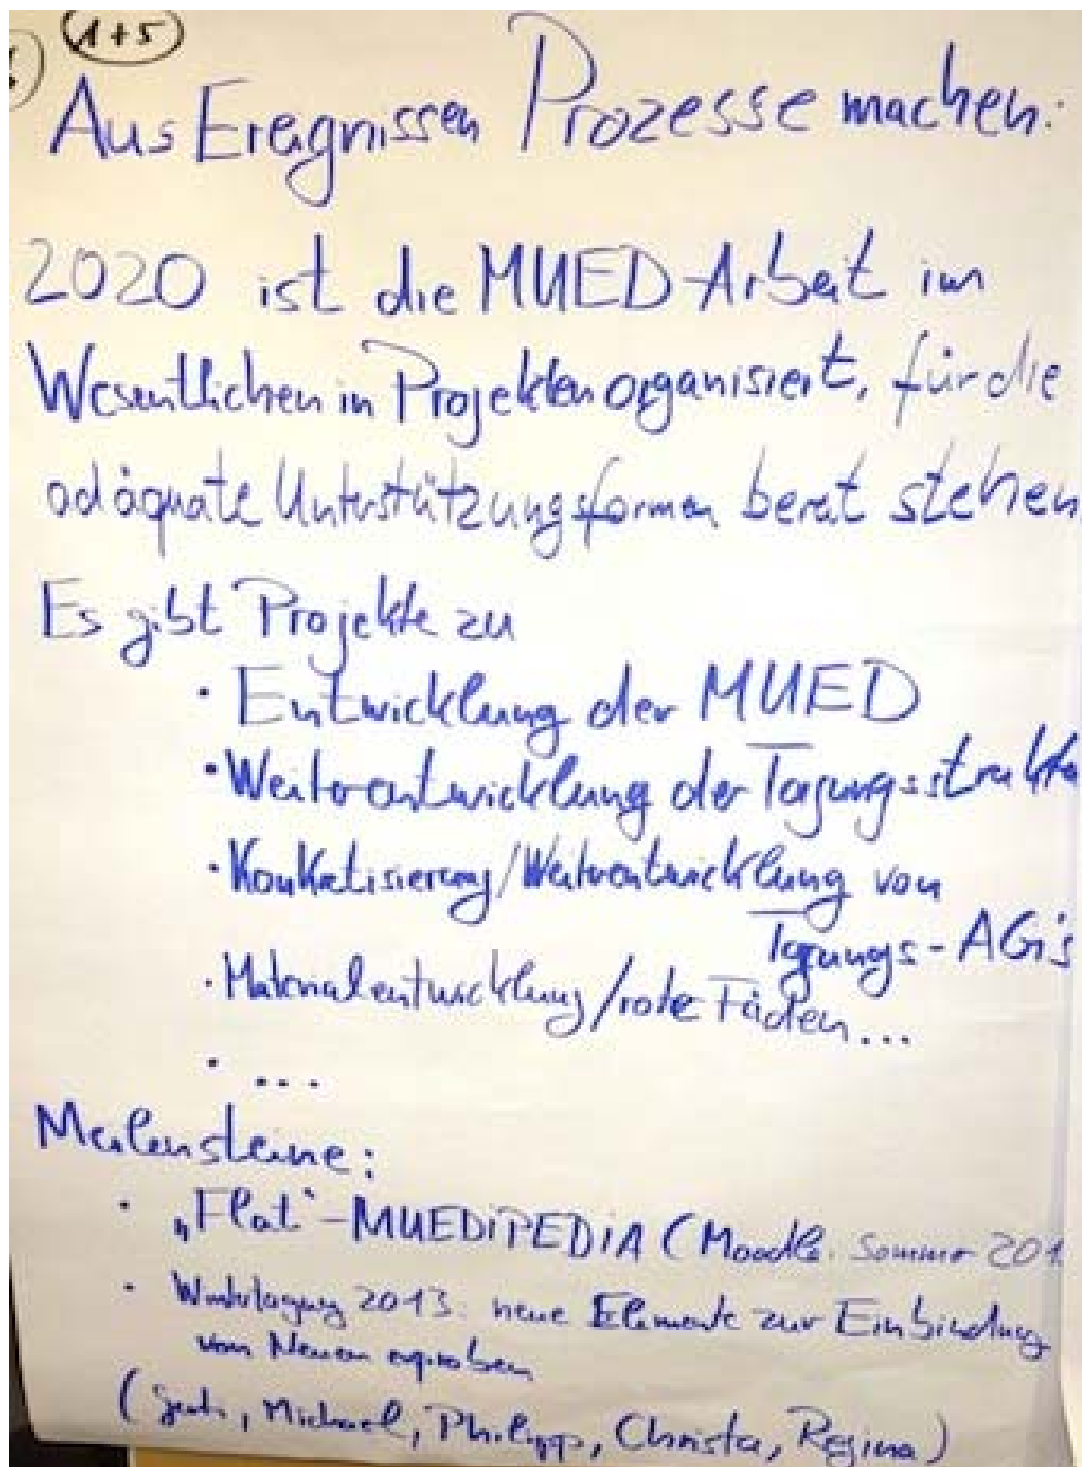 1+5
Aus Ereignissen Prozesse machen:
2020 ist die MUED-Arbeit im
Wesentlichen in Projekten organisiert, für die
adäquate Unterstützungsformen bereit stehen
Es gibt Projekte zu
· Entwicklung der MUED
· Weiterentwicklung der Tagungsstruktu
· Konkretisierung/Weiterentwicklung von
Tagungs-AG's
· Materialentwicklung/rote Fäden...
· ...
Meilensteine:
· „Flat"-MUEDiPEDiA (Moodle: Sommer 201
· Wintertagung 2013: neue Elemente zur Einbindung
von Neuen erproben
(Michael, Philipp, Christa, Regina)